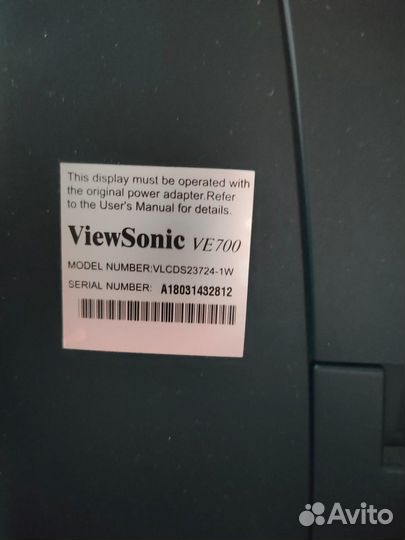 This display must be operated with
the original power adapter.Refer
to the User's Manual for details.
ViewSonic VE700
MODEL NUMBER:VLCDS23724-1W
SERIAL NUMBER: A18031432812
Avito